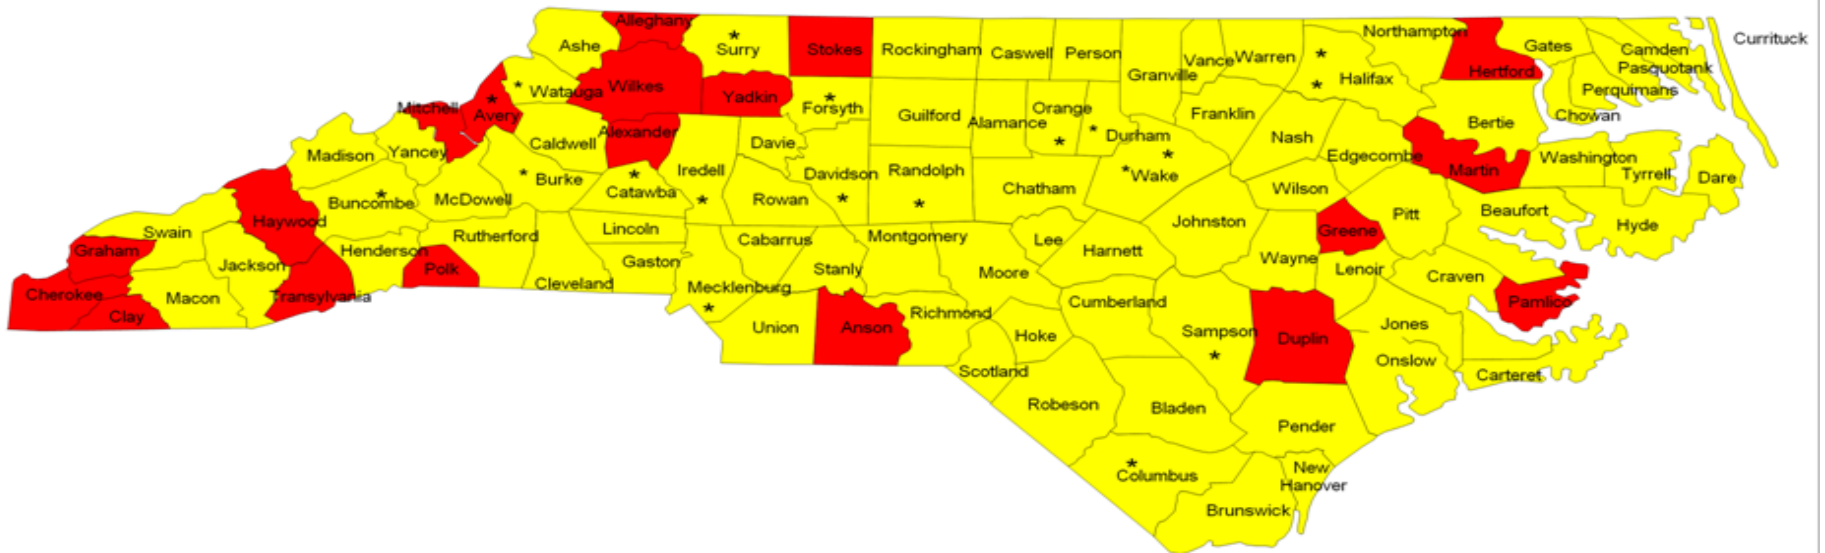 Alleghany
Ashe
*
Surry
Stokes
Rockingham
Caswell
Person
Granville
Vance
Warren
Northampton
*
*
Halifax
Hertford
Gates
Camden
Pasquotank
Perquimans
Chowan
Currituck
Mitchell
*
Avery
*
Watauga
Wilkes
Yadkin
*
Forsyth
Guilford
Alamance
Orange
*
*
Durham
*
Franklin
Nash
Edgecombe
Bertie
Martin
Washington
Tyrrell
Dare
Madison
Yancey
Caldwell
Alexander
Iredell
*
Davie
Davidson
*
Randolph
*
Chatham
*
Wake
Wilson
Pitt
Beaufort
Hyde
Haywood
Buncombe
*
McDowell
*
Burke
*
Catawba
Rowan
Johnston
Greene
Swain
Graham
Jackson
Henderson
Rutherford
Lincoln
Cabarrus
Montgomery
Lee
Harnett
Wayne
Lenoir
Craven
Pamlico
Cherokee
Clay
Macon
Transylvania
Polk
Cleveland
Gaston
Mecklenburg
*
Stanly
Moore
Cumberland
Sampson
*
Duplin
Jones
Onslow
Carteret
Union
Anson
Richmond
Hoke
Scotland
Robeson
Bladen
Pender
*
Columbus
New
Hanover
Brunswick